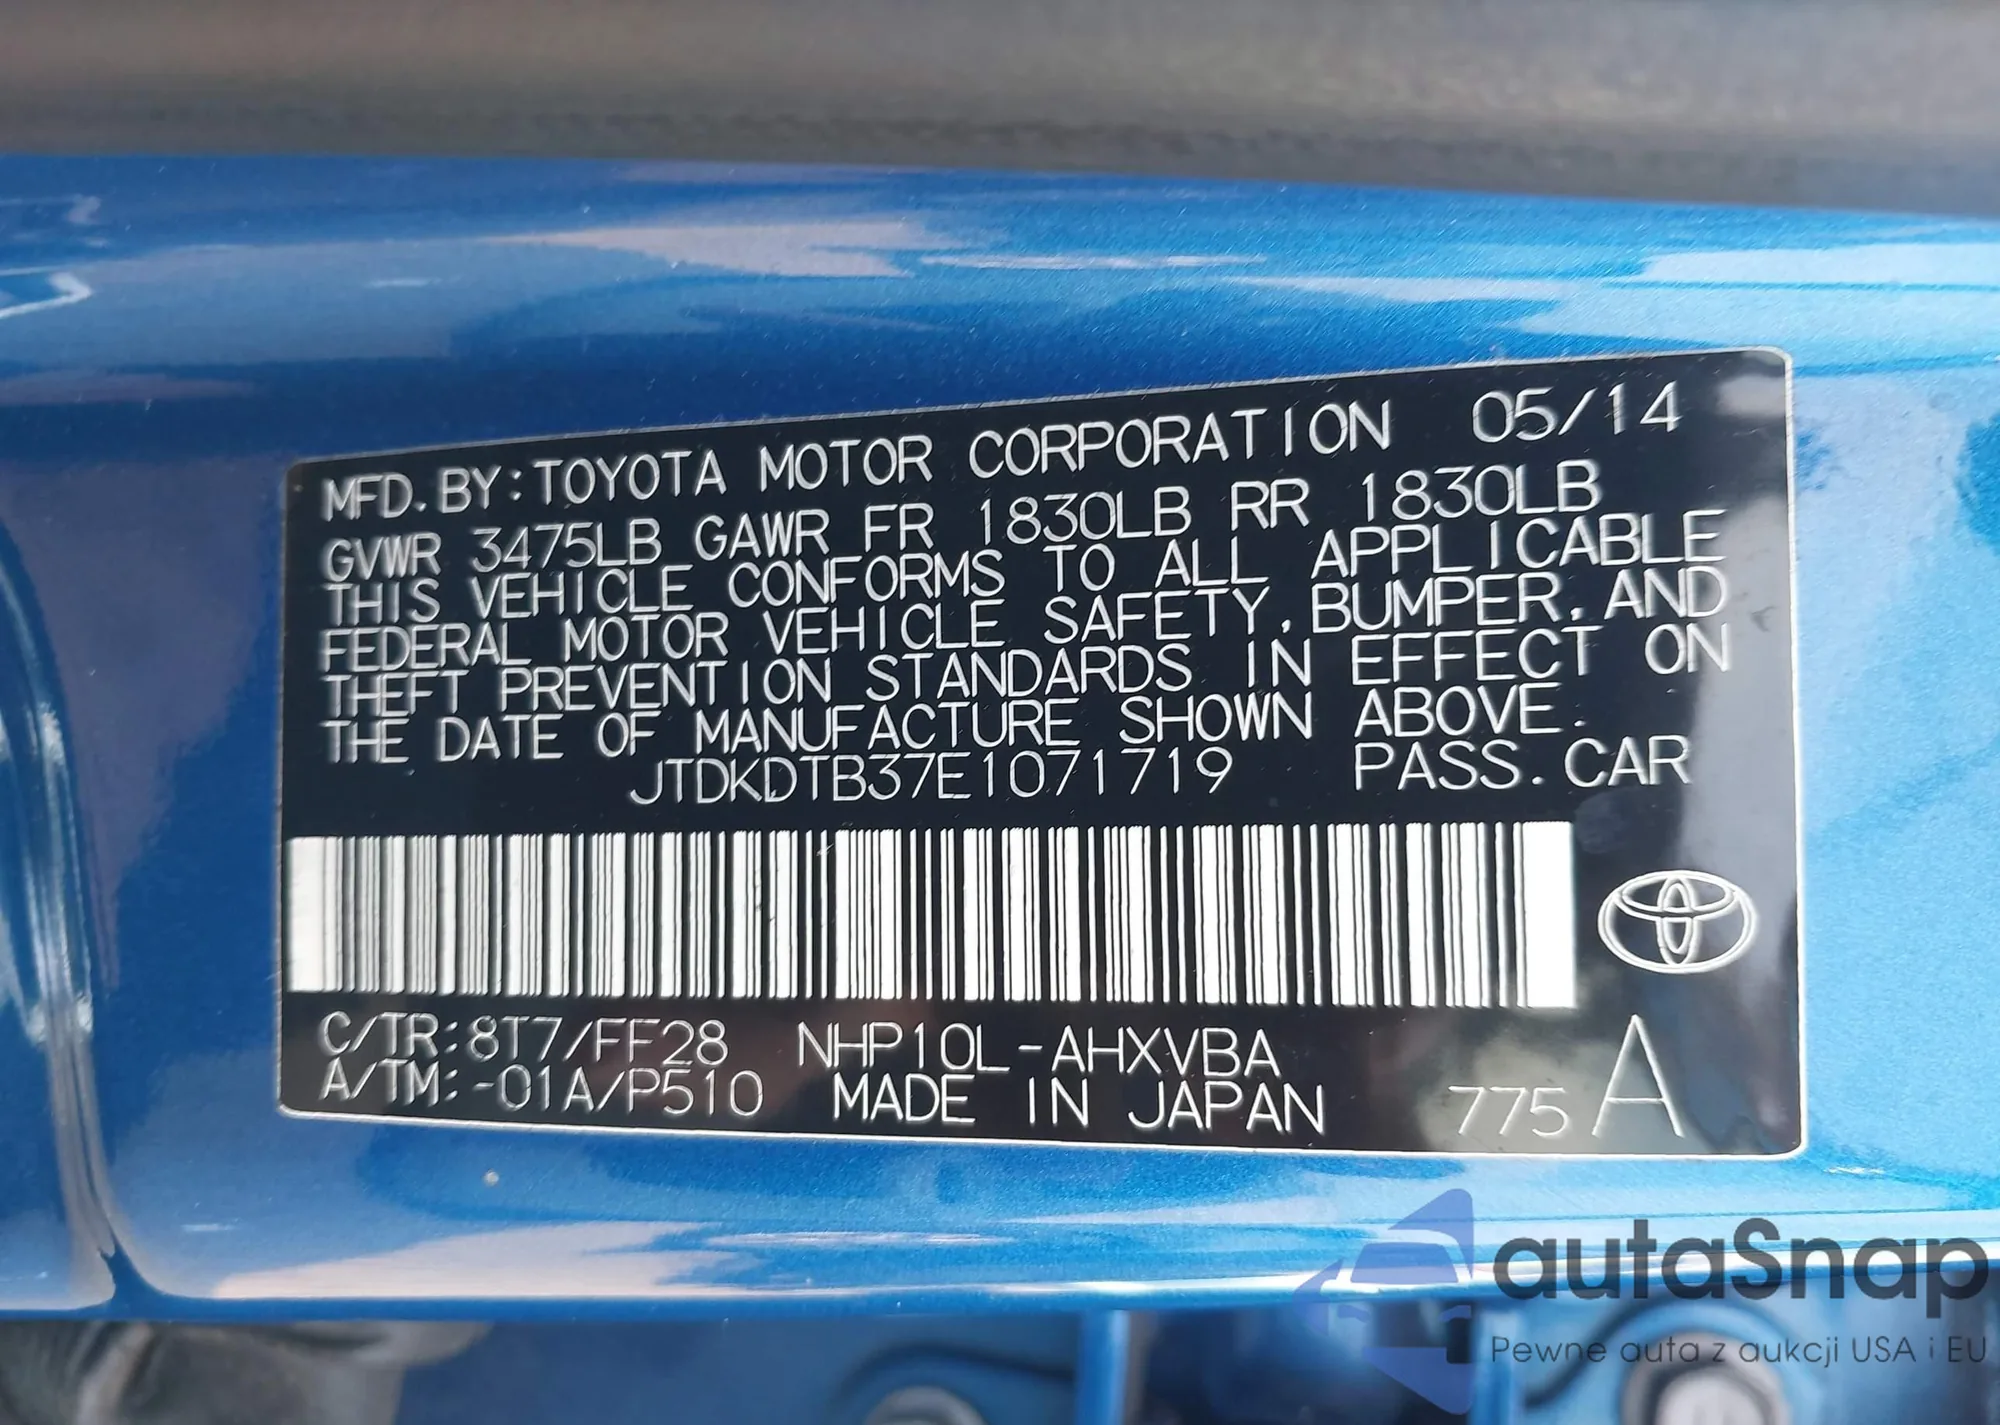 MFD.BY:TOYOTA MOTOR CORPORATION 05/14
GVWR 3475LB GAWR FR 1830LB RR 1830LB
THIS VEHICLE CONFORMS TO ALL APPLICABLE
FEDERAL MOTOR VEHICLE SAFETY, BUMPER, AND
THEFT PREVENTION STANDARDS IN EFFECT ON
THE DATE OF MANUFACTURE SHOWN ABOVE.
JTDKDTB37E1071719 PASS.CAR
C/TR:8T7/FF28 NHP10L-AHXVBA
A/TM:-01A/P510 MADE IN JAPAN 775 A
autaSnap
Pewne auta z aukcji USA i EU